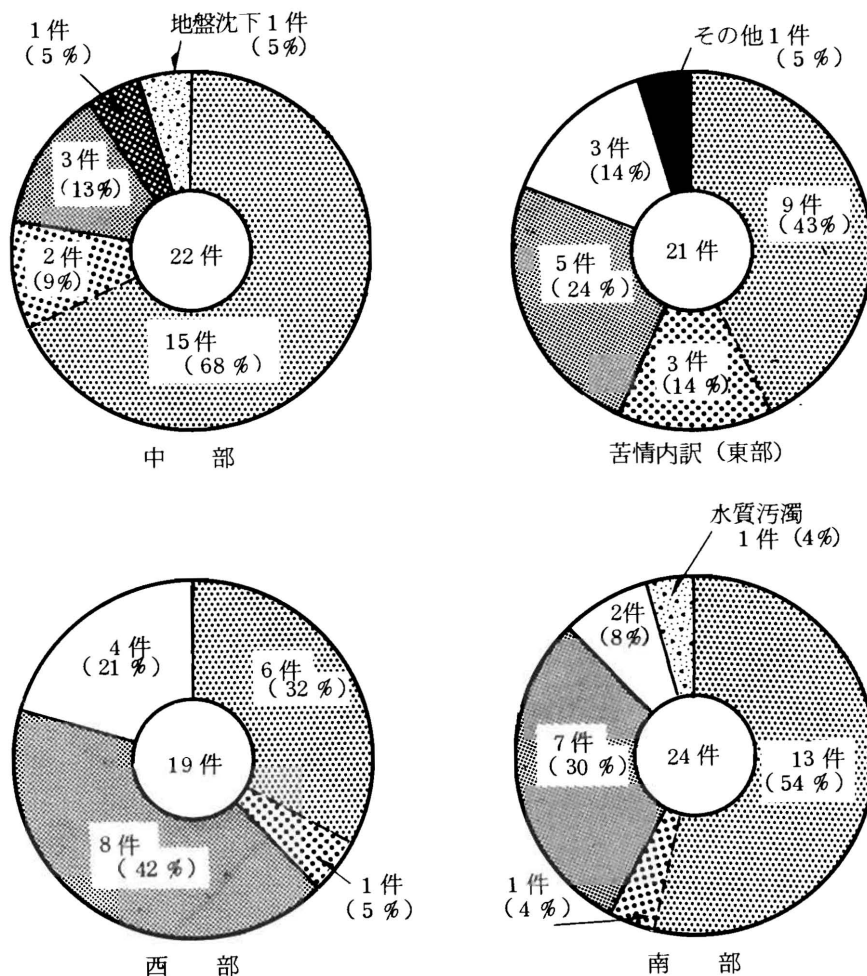 1件
(5%)
地盤沈下1件
(5%)
3件
(13%)
2件
(9%)
22件
15件
(68%)
中 部
その他1件
(5%)
3件
(14%)
9件
(43%)
5件
(24%)
21件
3件
(14%)
苦情内訳(東部)
4件
(21%)
6件
(32%)
19件
8件
(42%)
1件
(5%)
西 部
水質汚濁
1件(4%)
2件
(8%)
7件
(30%)
24件
13件
(54%)
1件
(4%)
南 部